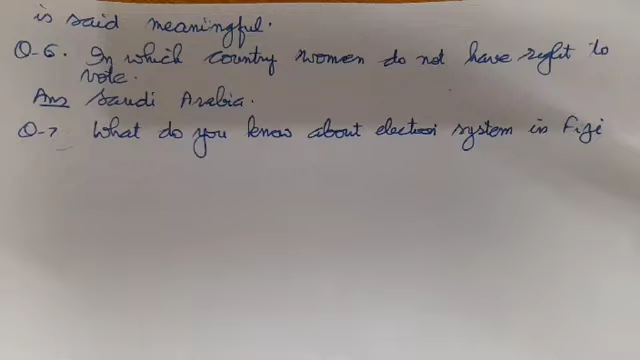 is said meaningful.
Q-6. In which country women do not have right to
vote.
Ans Saudi Arabia.
Q-7 What do you know about election system in Fizi